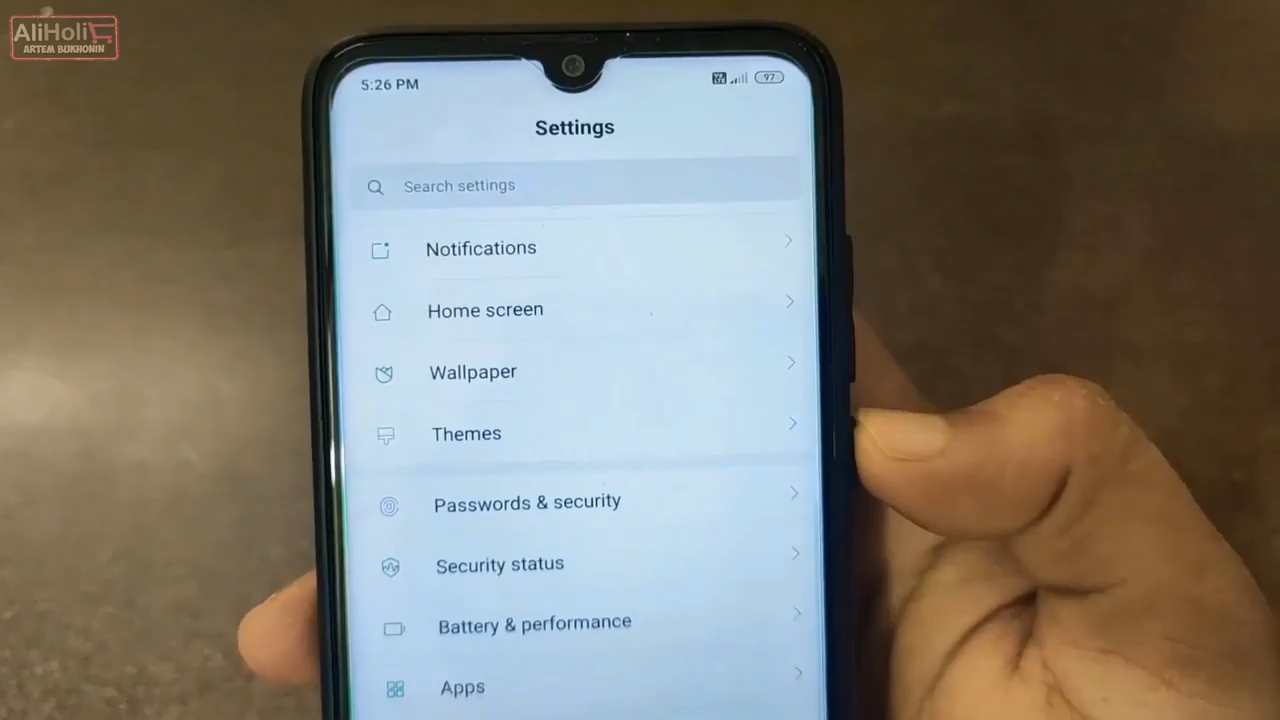 AliHoli
ARTEM BUKHONIN
5:26 PM
97
Settings
Search settings
Notifications
Home screen
Wallpaper
Themes
Passwords & security
Security status
Battery & performance
Apps